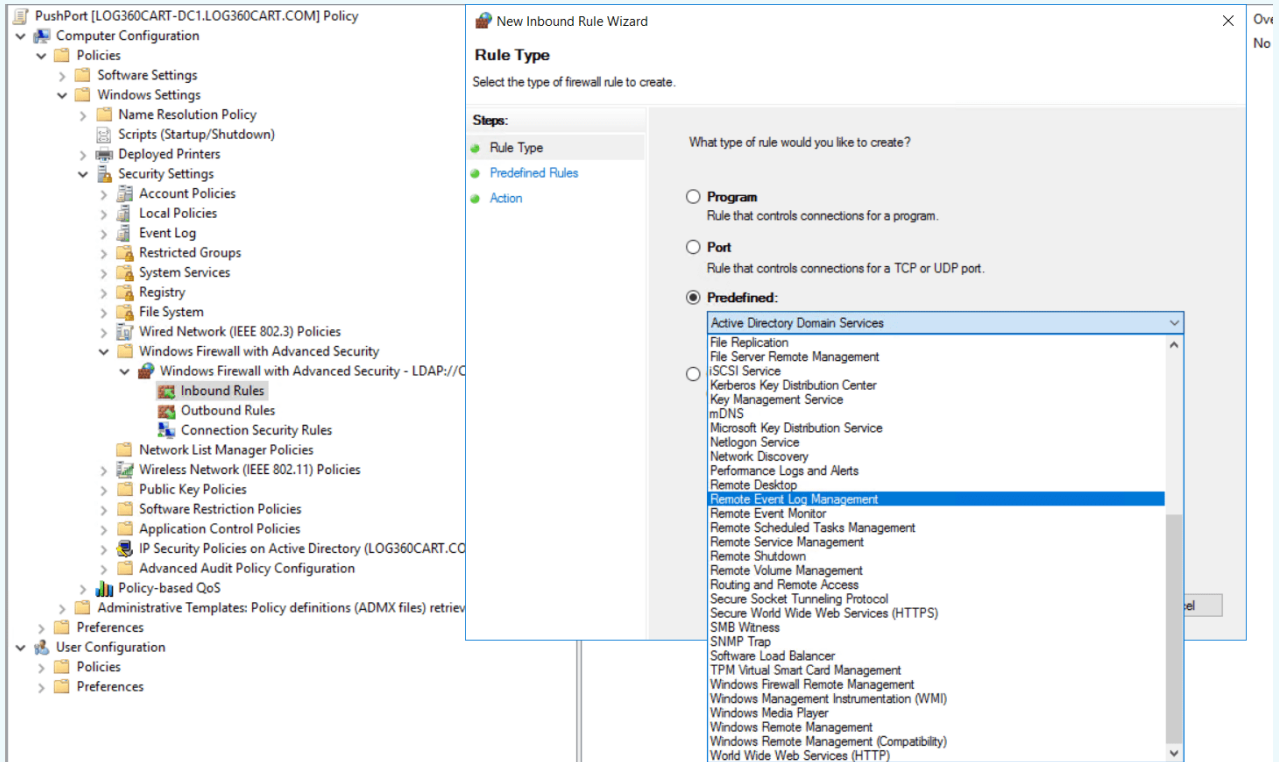 PushPort [LOG360CART-DC1.LOG360CART.COM] Policy
Computer Configuration
Policies
Software Settings
Windows Settings
Name Resolution Policy
Scripts (Startup/Shutdown)
Deployed Printers
Security Settings
Account Policies
Local Policies
Event Log
Restricted Groups
System Services
Registry
File System
Wired Network (IEEE 802.3) Policies
Windows Firewall with Advanced Security
Windows Firewall with Advanced Security - LDAP://C
Inbound Rules
Outbound Rules
Connection Security Rules
Network List Manager Policies
Wireless Network (IEEE 802.11) Policies
Public Key Policies
Software Restriction Policies
Application Control Policies
IP Security Policies on Active Directory (LOG360CART.CO
Advanced Audit Policy Configuration
Policy-based QoS
Administrative Templates: Policy definitions (ADMX files) retriev
Preferences
User Configuration
Policies
Preferences
New Inbound Rule Wizard
Rule Type
Select the type of firewall rule to create.
Steps:
Rule Type
Predefined Rules
Action
What type of rule would you like to create?
Program
Rule that controls connections for a program.
Port
Rule that controls connections for a TCP or UDP port.
Predefined:
Active Directory Domain Services
File Replication
File Server Remote Management
iSCSI Service
Kerberos Key Distribution Center
Key Management Service
mDNS
Microsoft Key Distribution Service
Netlogon Service
Network Discovery
Performance Logs and Alerts
Remote Desktop
Remote Event Log Management
Remote Event Monitor
Remote Scheduled Tasks Management
Remote Service Management
Remote Shutdown
Remote Volume Management
Routing and Remote Access
Secure Socket Tunneling Protocol
Secure World Wide Web Services (HTTPS)
SMB Witness
SNMP Trap
Software Load Balancer
TPM Virtual Smart Card Management
Windows Firewall Remote Management
Windows Management Instrumentation (WMI)
Windows Media Player
Windows Remote Management
Windows Remote Management (Compatibility)
World Wide Web Services (HTTP)
cel
Ove
No